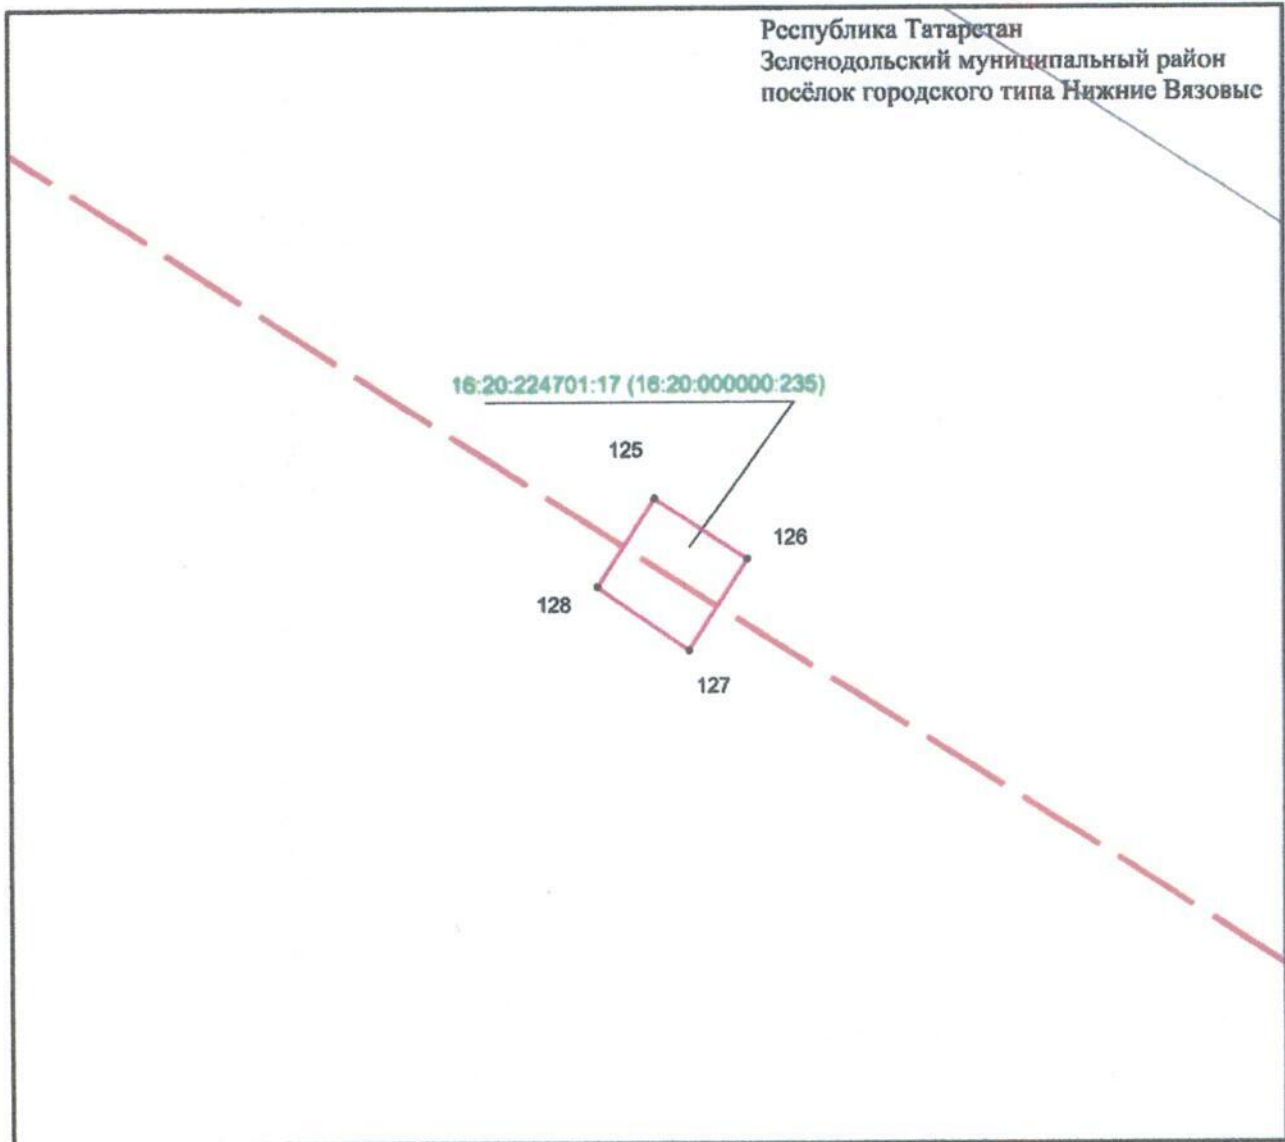 Республика Татарстан
Зеленодольский муниципальный район
посёлок городского типа Нижние Вязовые
16:20:224701:17 (16:20:000000:235)
125
126
128
127